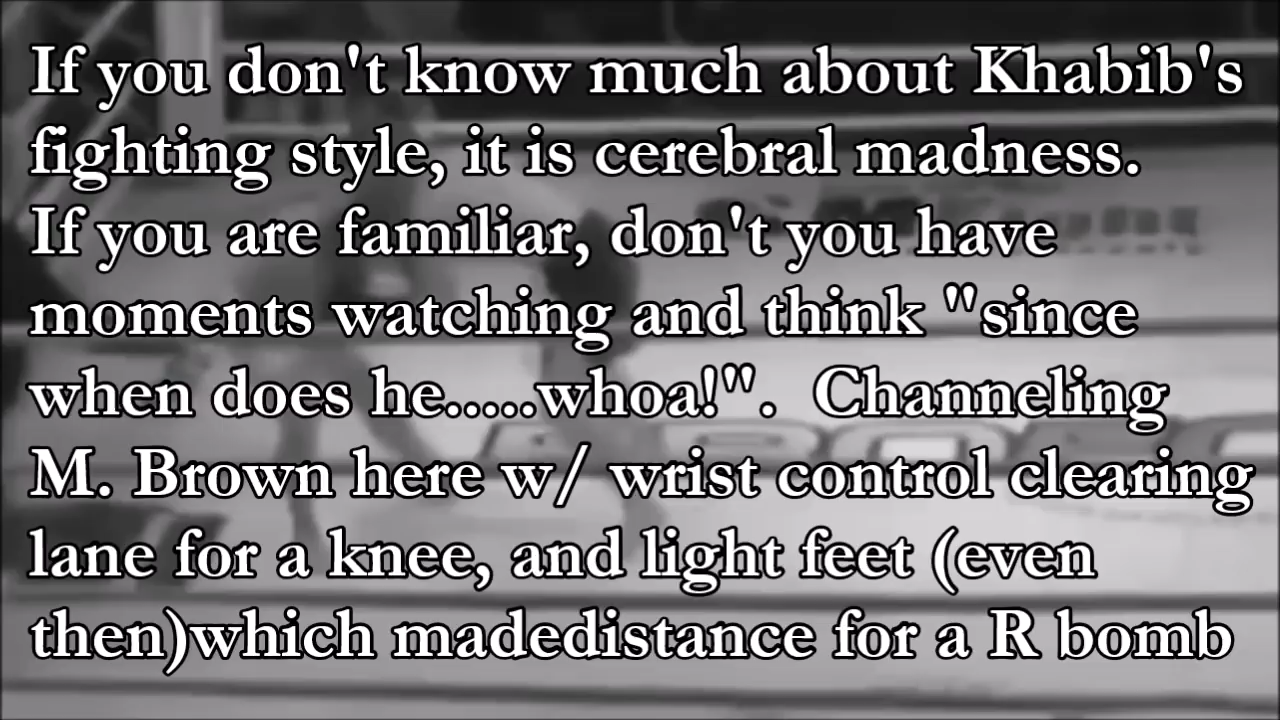 If you don't know much about Khabib's
fighting style, it is cerebral madness.
If you are familiar, don't you have
moments watching and think "since
when does he.....whoa!".  Channeling
M. Brown here w/ wrist control clearing
lane for a knee, and light feet (even
then)which madedistance for a R bomb